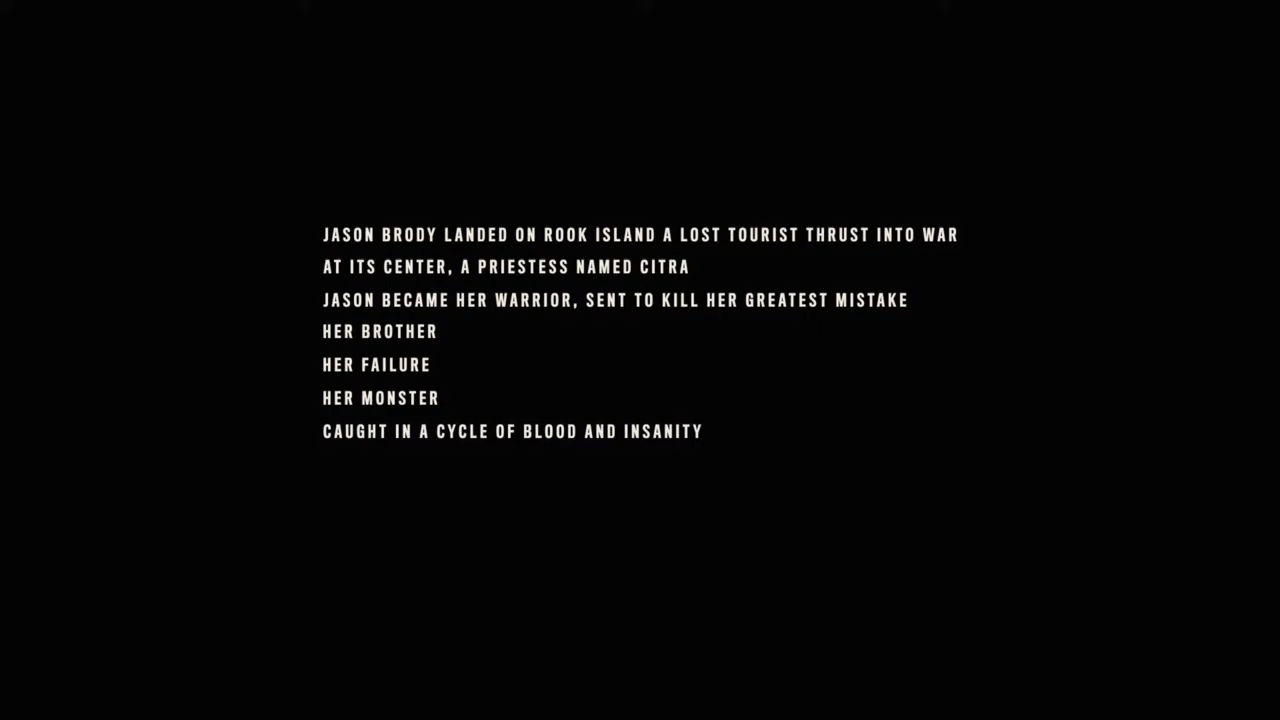 JASON BRODY LANDED ON ROOK ISLAND A LOST TOURIST THRUST INTO WAR
AT ITS CENTER, A PRIESTESS NAMED CITRA
JASON BECAME HER WARRIOR, SENT TO KILL HER GREATEST MISTAKE
HER BROTHER
HER FAILURE
HER MONSTER
CAUGHT IN A CYCLE OF BLOOD AND INSANITY